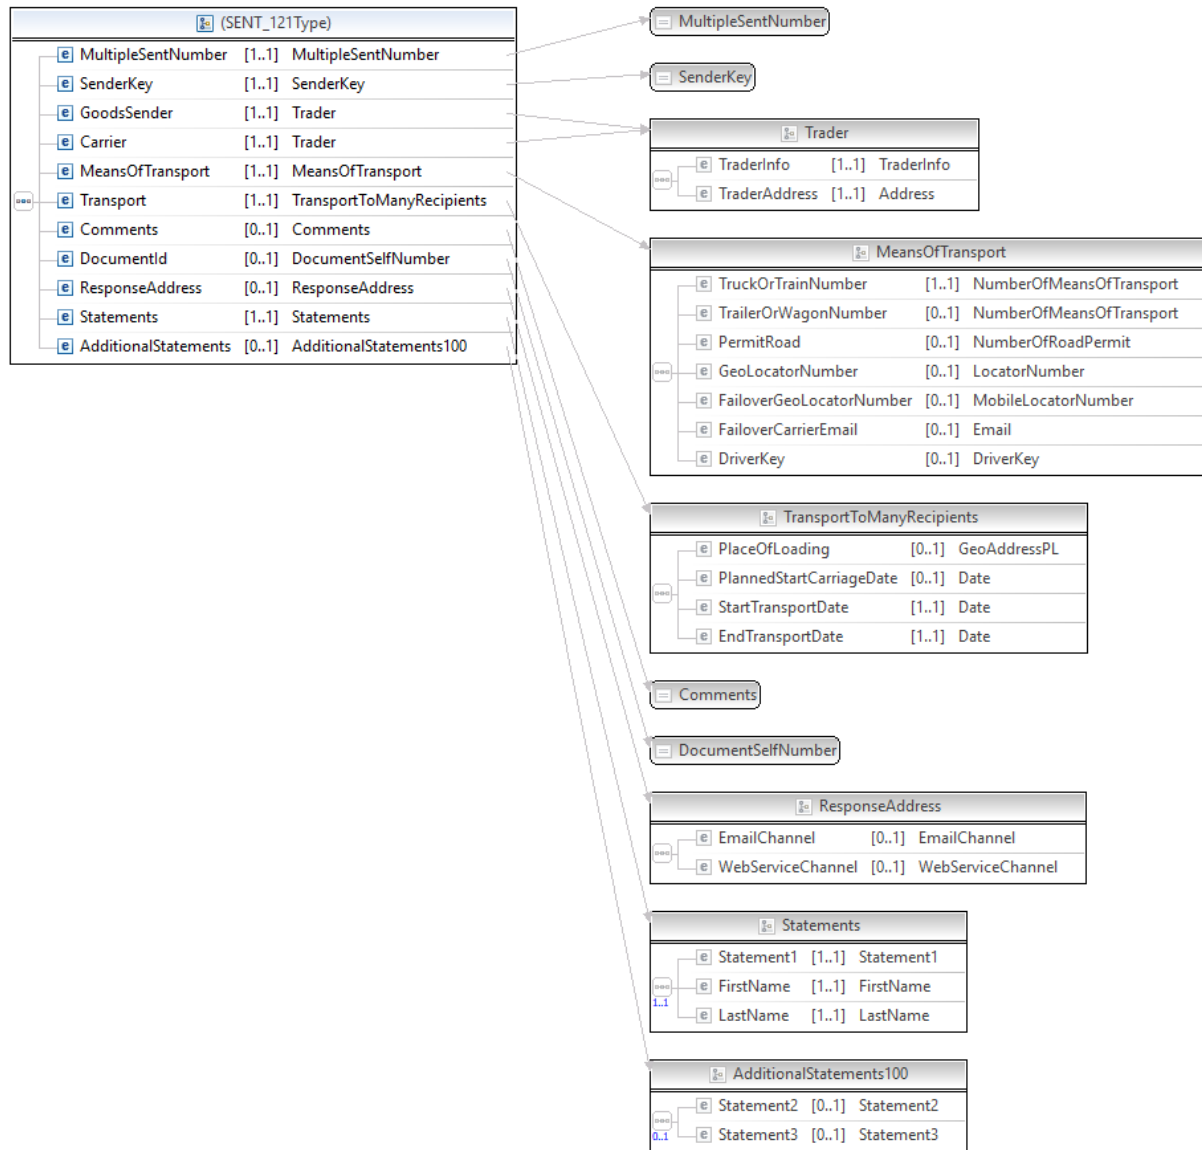 (SENT_121Type)
MultipleSentNumber [1..1] MultipleSentNumber
SenderKey [1..1] SenderKey
GoodsSender [1..1] Trader
Carrier [1..1] Trader
MeansOfTransport [1..1] MeansOfTransport
Transport [1..1] TransportToManyRecipients
Comments [0..1] Comments
DocumentId [0..1] DocumentSelfNumber
ResponseAddress [0..1] ResponseAddress
Statements [1..1] Statements
AdditionalStatements [0..1] AdditionalStatements100
MultipleSentNumber
SenderKey
Trader
TraderInfo [1..1] TraderInfo
TraderAddress [1..1] Address
MeansOfTransport
TruckOrTrainNumber [1..1] NumberOfMeansOfTransport
TrailerOrWagonNumber [0..1] NumberOfMeansOfTransport
PermitRoad [0..1] NumberOfRoadPermit
GeoLocatorNumber [0..1] LocatorNumber
FailoverGeoLocatorNumber [0..1] MobileLocatorNumber
FailoverCarrierEmail [0..1] Email
DriverKey [0..1] DriverKey
TransportToManyRecipients
PlaceOfLoading [0..1] GeoAddressPL
PlannedStartCarriageDate [0..1] Date
StartTransportDate [1..1] Date
EndTransportDate [1..1] Date
Comments
DocumentSelfNumber
ResponseAddress
EmailChannel [0..1] EmailChannel
WebServiceChannel [0..1] WebServiceChannel
Statements
Statement1 [1..1] Statement1
FirstName [1..1] FirstName
1..1
LastName [1..1] LastName
AdditionalStatements100
Statement2 [0..1] Statement2
0..1
Statement3 [0..1] Statement3